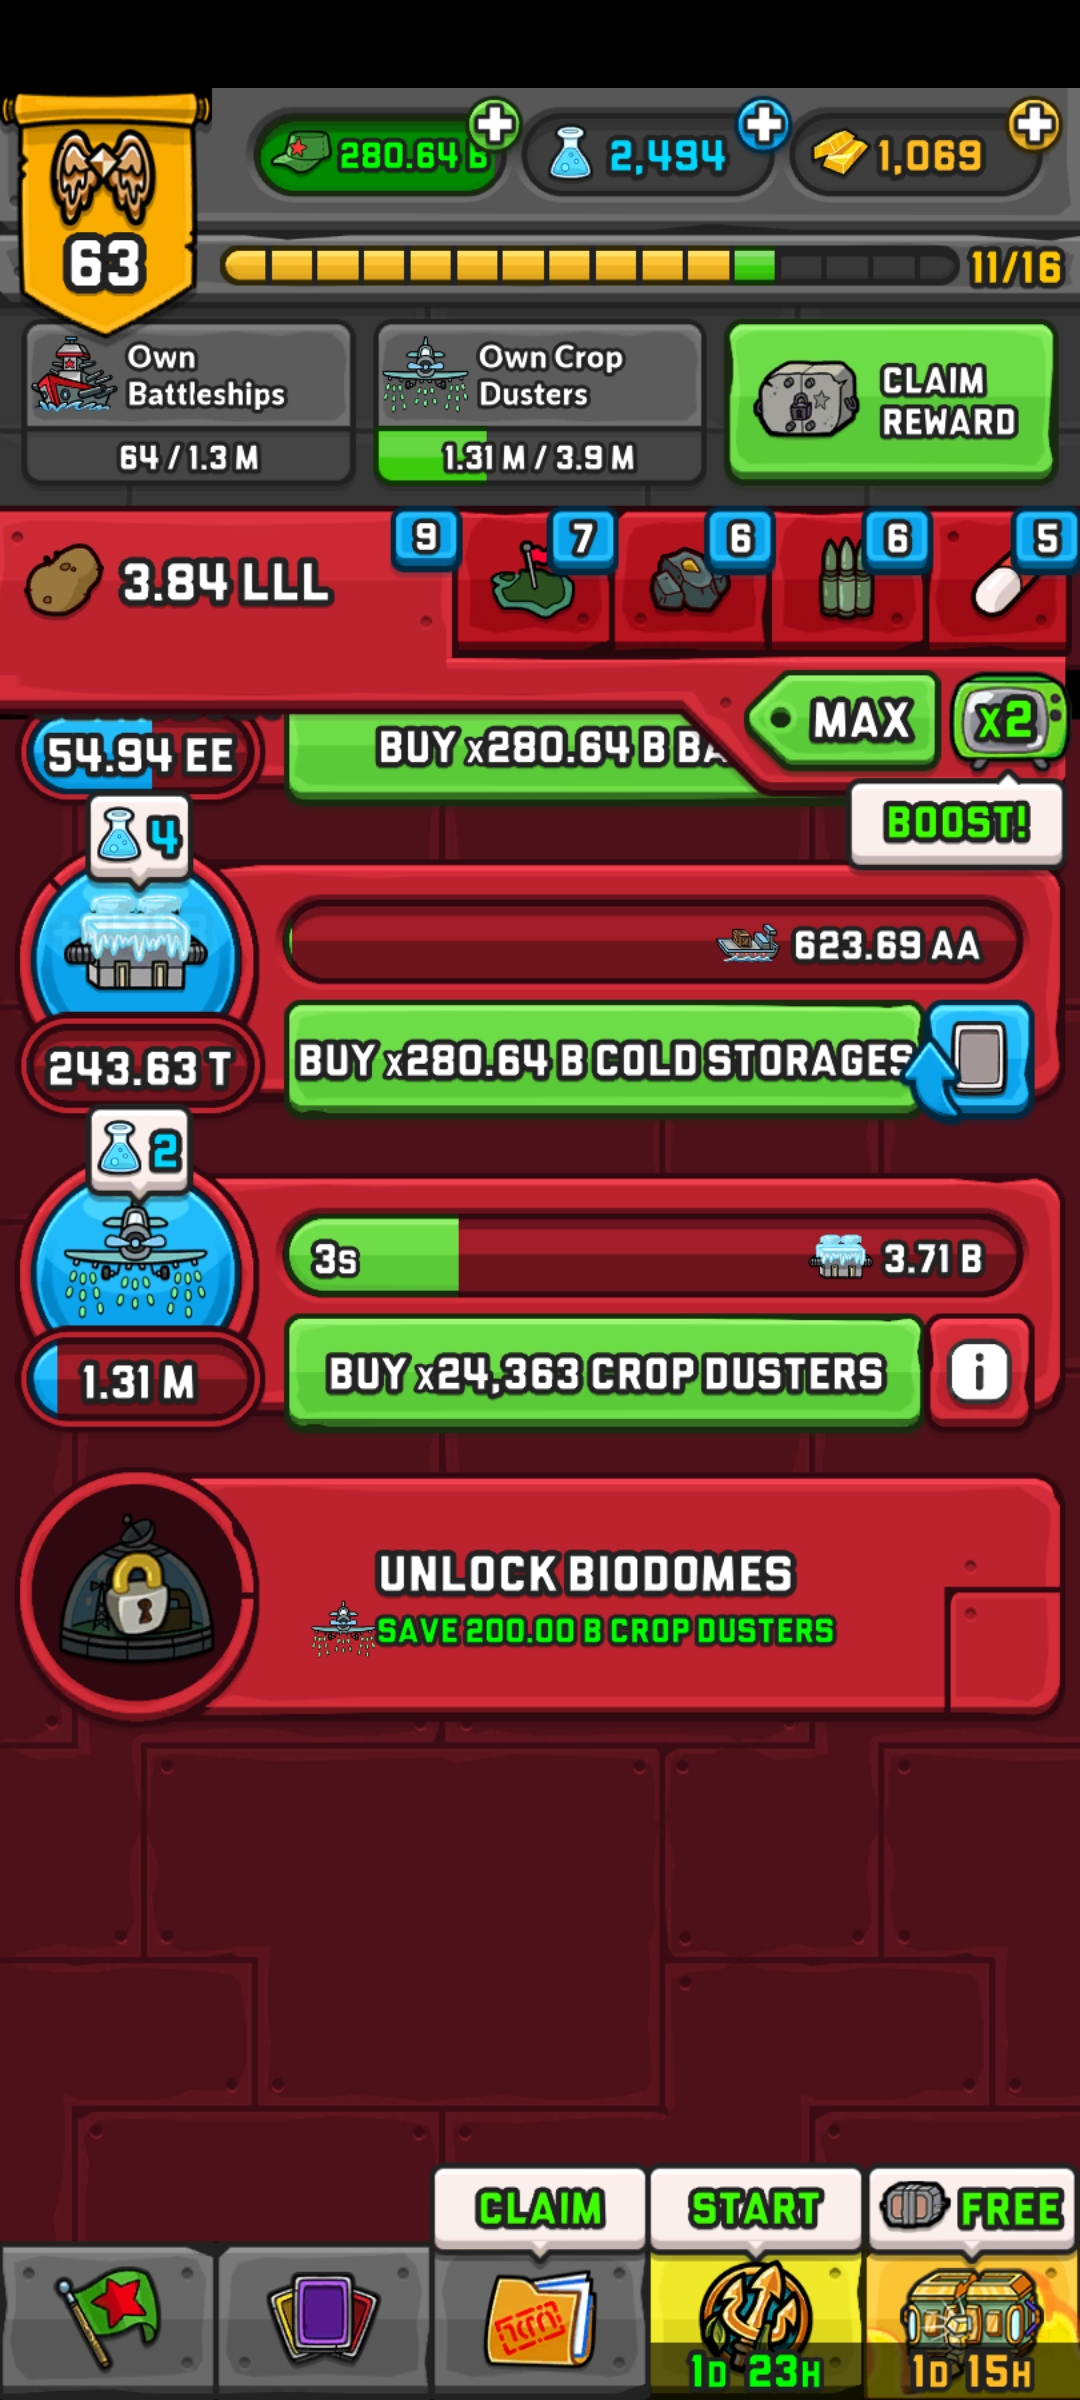 280.64 B
2,494
1,069
63
11/16
Own
Battleships
64 / 1.3 M
Own Crop
Dusters
1.31 M / 3.9 M
CLAIM
REWARD
3.84 LLL
9
7
6
6
5
MAX
x2
BOOST!
54.94 EE
BUY x280.64 B
4
623.69 AA
243.63 T
BUY x280.64 B COLD STORAGES
2
3s
3.71 B
1.31 M
BUY x24,363 CROP DUSTERS
i
UNLOCK BIODOMES
SAVE 200.00 B CROP DUSTERS
CLAIM
START
FREE
1D 23H
1D 15H